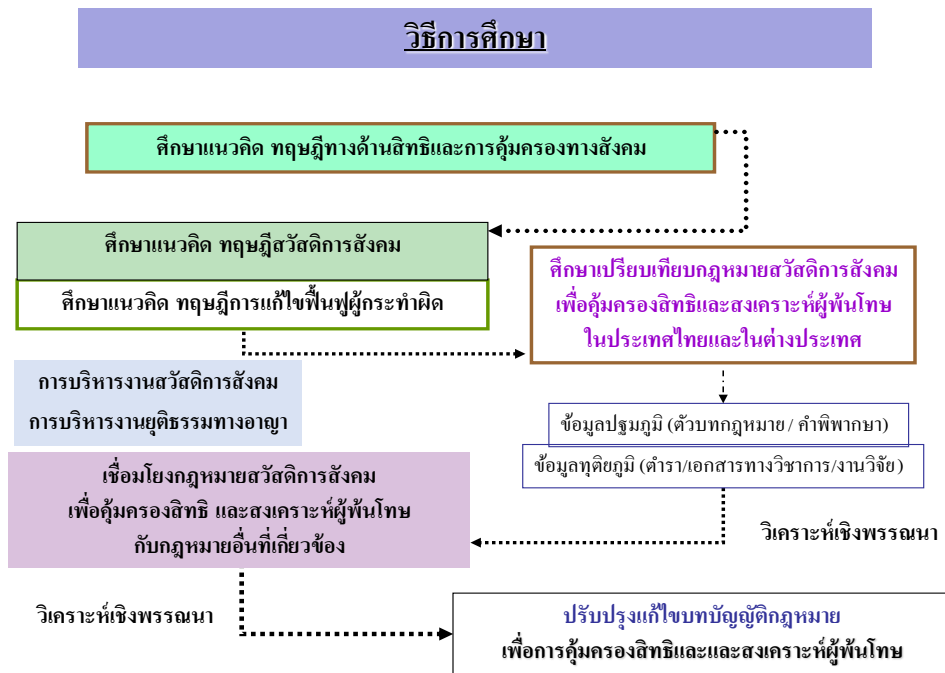 วิธีการศึกษา
ศึกษาแนวคิด ทฤษฎีทางด้านสิทธิและการคุ้มครองทางสังคม
ศึกษาแนวคิด ทฤษฎีสวัสดิการสังคม
ศึกษาแนวคิด ทฤษฎีการแก้ไขฟื้นฟูผู้กระทำผิด
ศึกษาเปรียบเทียบกฎหมายสวัสดิการสังคม
เพื่อคุ้มครองสิทธิและสงเคราะห์ผู้พ้นโทษ
ในประเทศไทยและในต่างประเทศ
การบริหารงานสวัสดิการสังคม
การบริหารงานยุติธรรมทางอาญา
ข้อมูลปฐมภูมิ (ตัวบทกฎหมาย / คำพิพากษา)
ข้อมูลทุติยภูมิ (ตำรา/เอกสารทางวิชาการ/งานวิจัย)
เชื่อมโยงกฎหมายสวัสดิการสังคม
เพื่อคุ้มครองสิทธิ และสงเคราะห์ผู้พ้นโทษ
กับกฎหมายอื่นที่เกี่ยวข้อง
วิเคราะห์เชิงพรรณนา
วิเคราะห์เชิงพรรณนา
ปรับปรุงแก้ไขบทบัญญัติกฎหมาย
เพื่อการคุ้มครองสิทธิและและสงเคราะห์ผู้พ้นโทษ